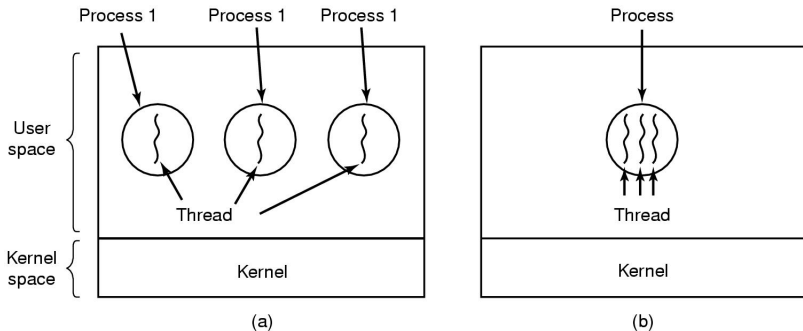 Process 1
Process 1
Process 1
Process
User
space
Thread
Thread
Kernel
space
Kernel
Kernel
(a)
(b)